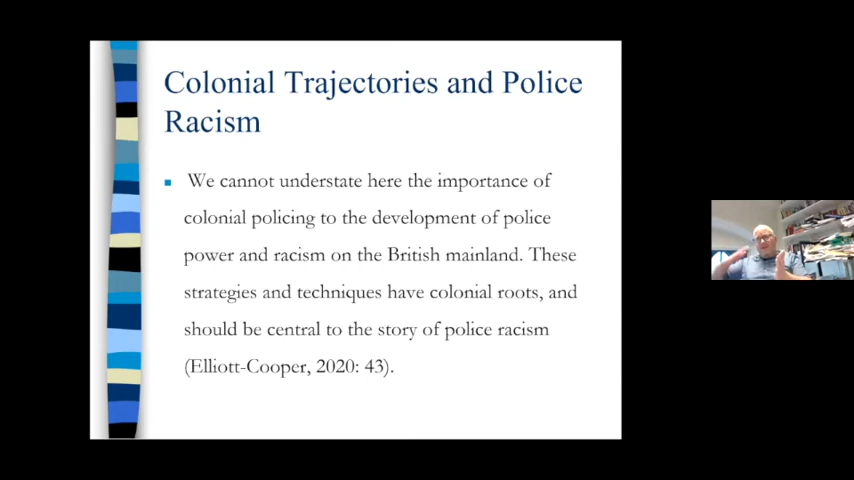 Colonial Trajectories and Police
Racism
We cannot understate here the importance of
colonial policing to the development of police
power and racism on the British mainland. These
strategies and techniques have colonial roots, and
should be central to the story of police racism
(Elliott-Cooper, 2020: 43).